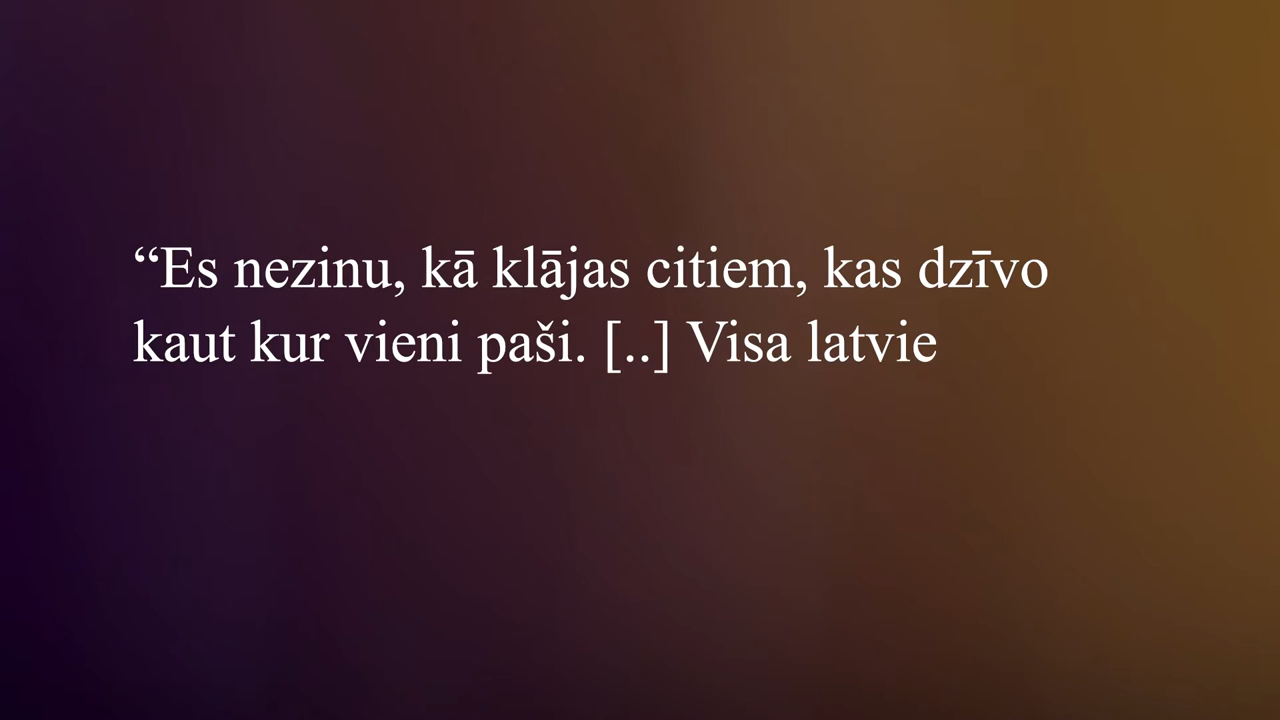 “Es nezinu, kā klājas citiem, kas dzīvo
kaut kur vieni paši. [..] Visa latvie